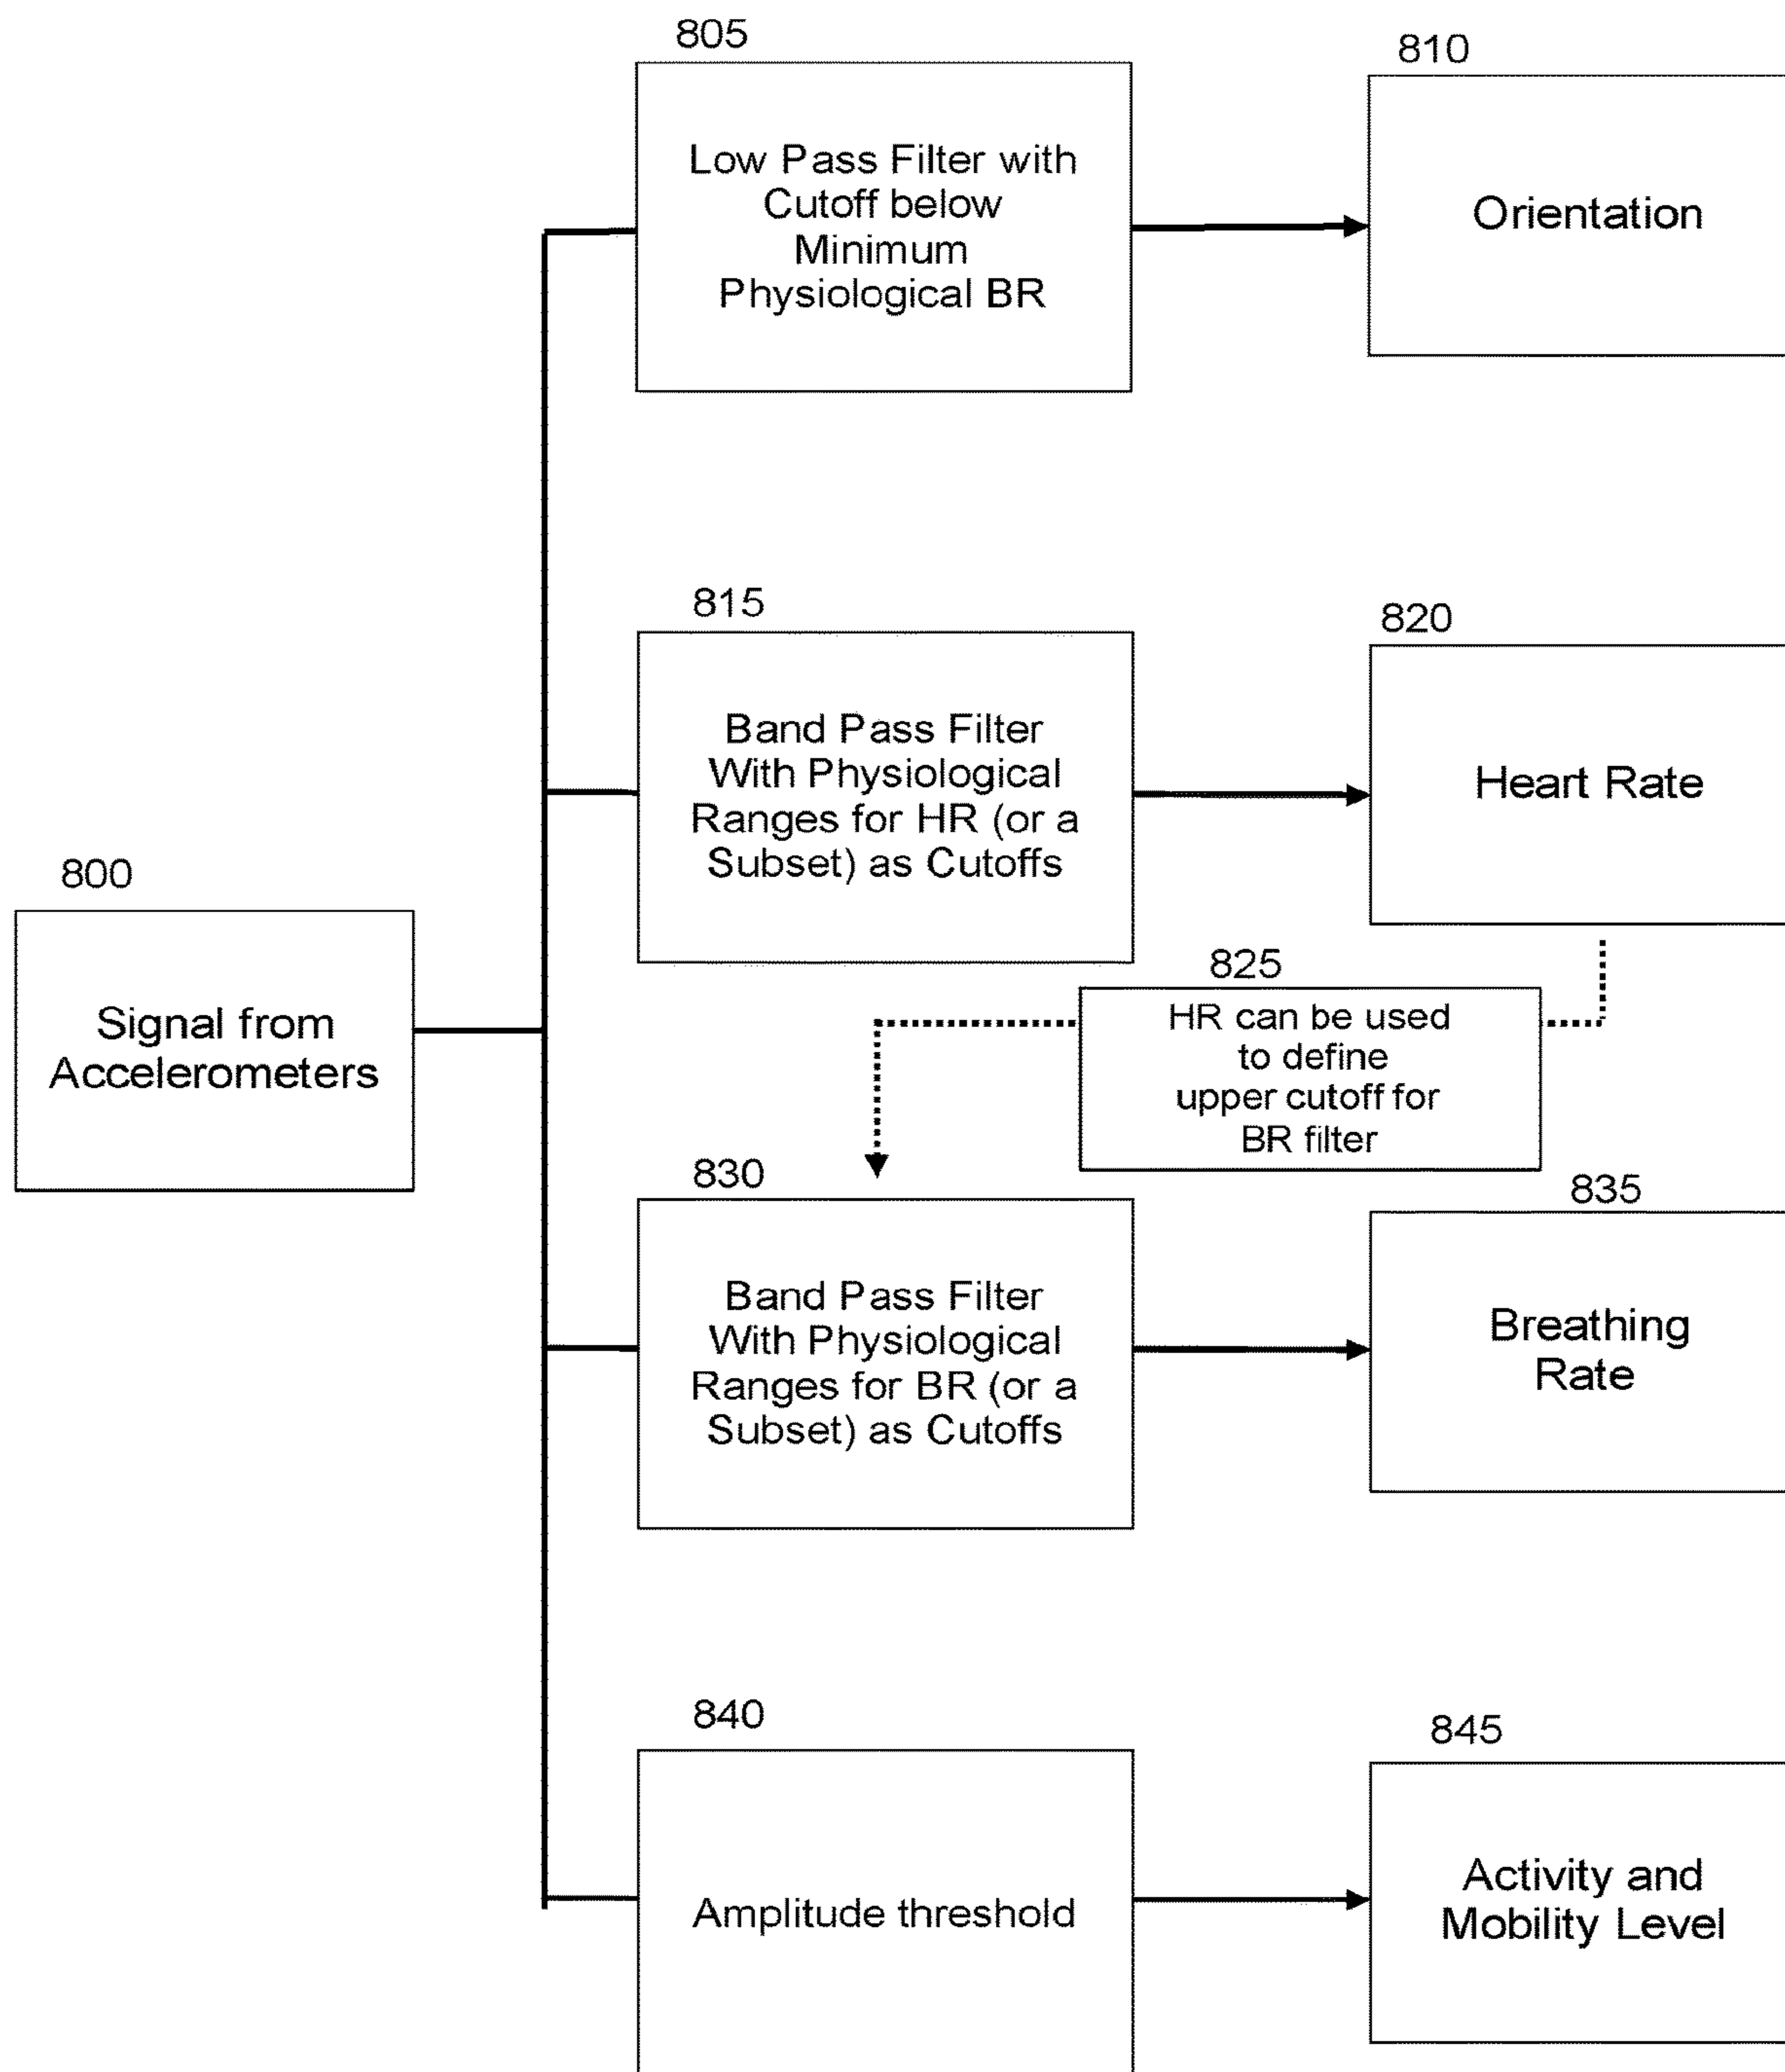 805
Low Pass Filter with
Cutoff below
Minimum
Physiological BR
810
Orientation
815
Band Pass Filter
With Physiological
Ranges for HR (or a
Subset) as Cutoffs
820
Heart Rate
800
Signal from
Accelerometers
825
HR can be used
to define
upper cutoff for
BR filter
830
Band Pass Filter
With Physiological
Ranges for BR (or a
Subset) as Cutoffs
835
Breathing
Rate
840
Amplitude threshold
845
Activity and
Mobility Level